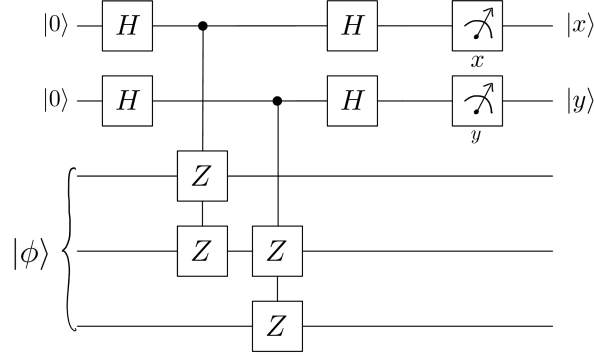 |0⟩ H H |x⟩
x
|0⟩ H H |y⟩
y
Z
|ϕ⟩ Z Z
Z